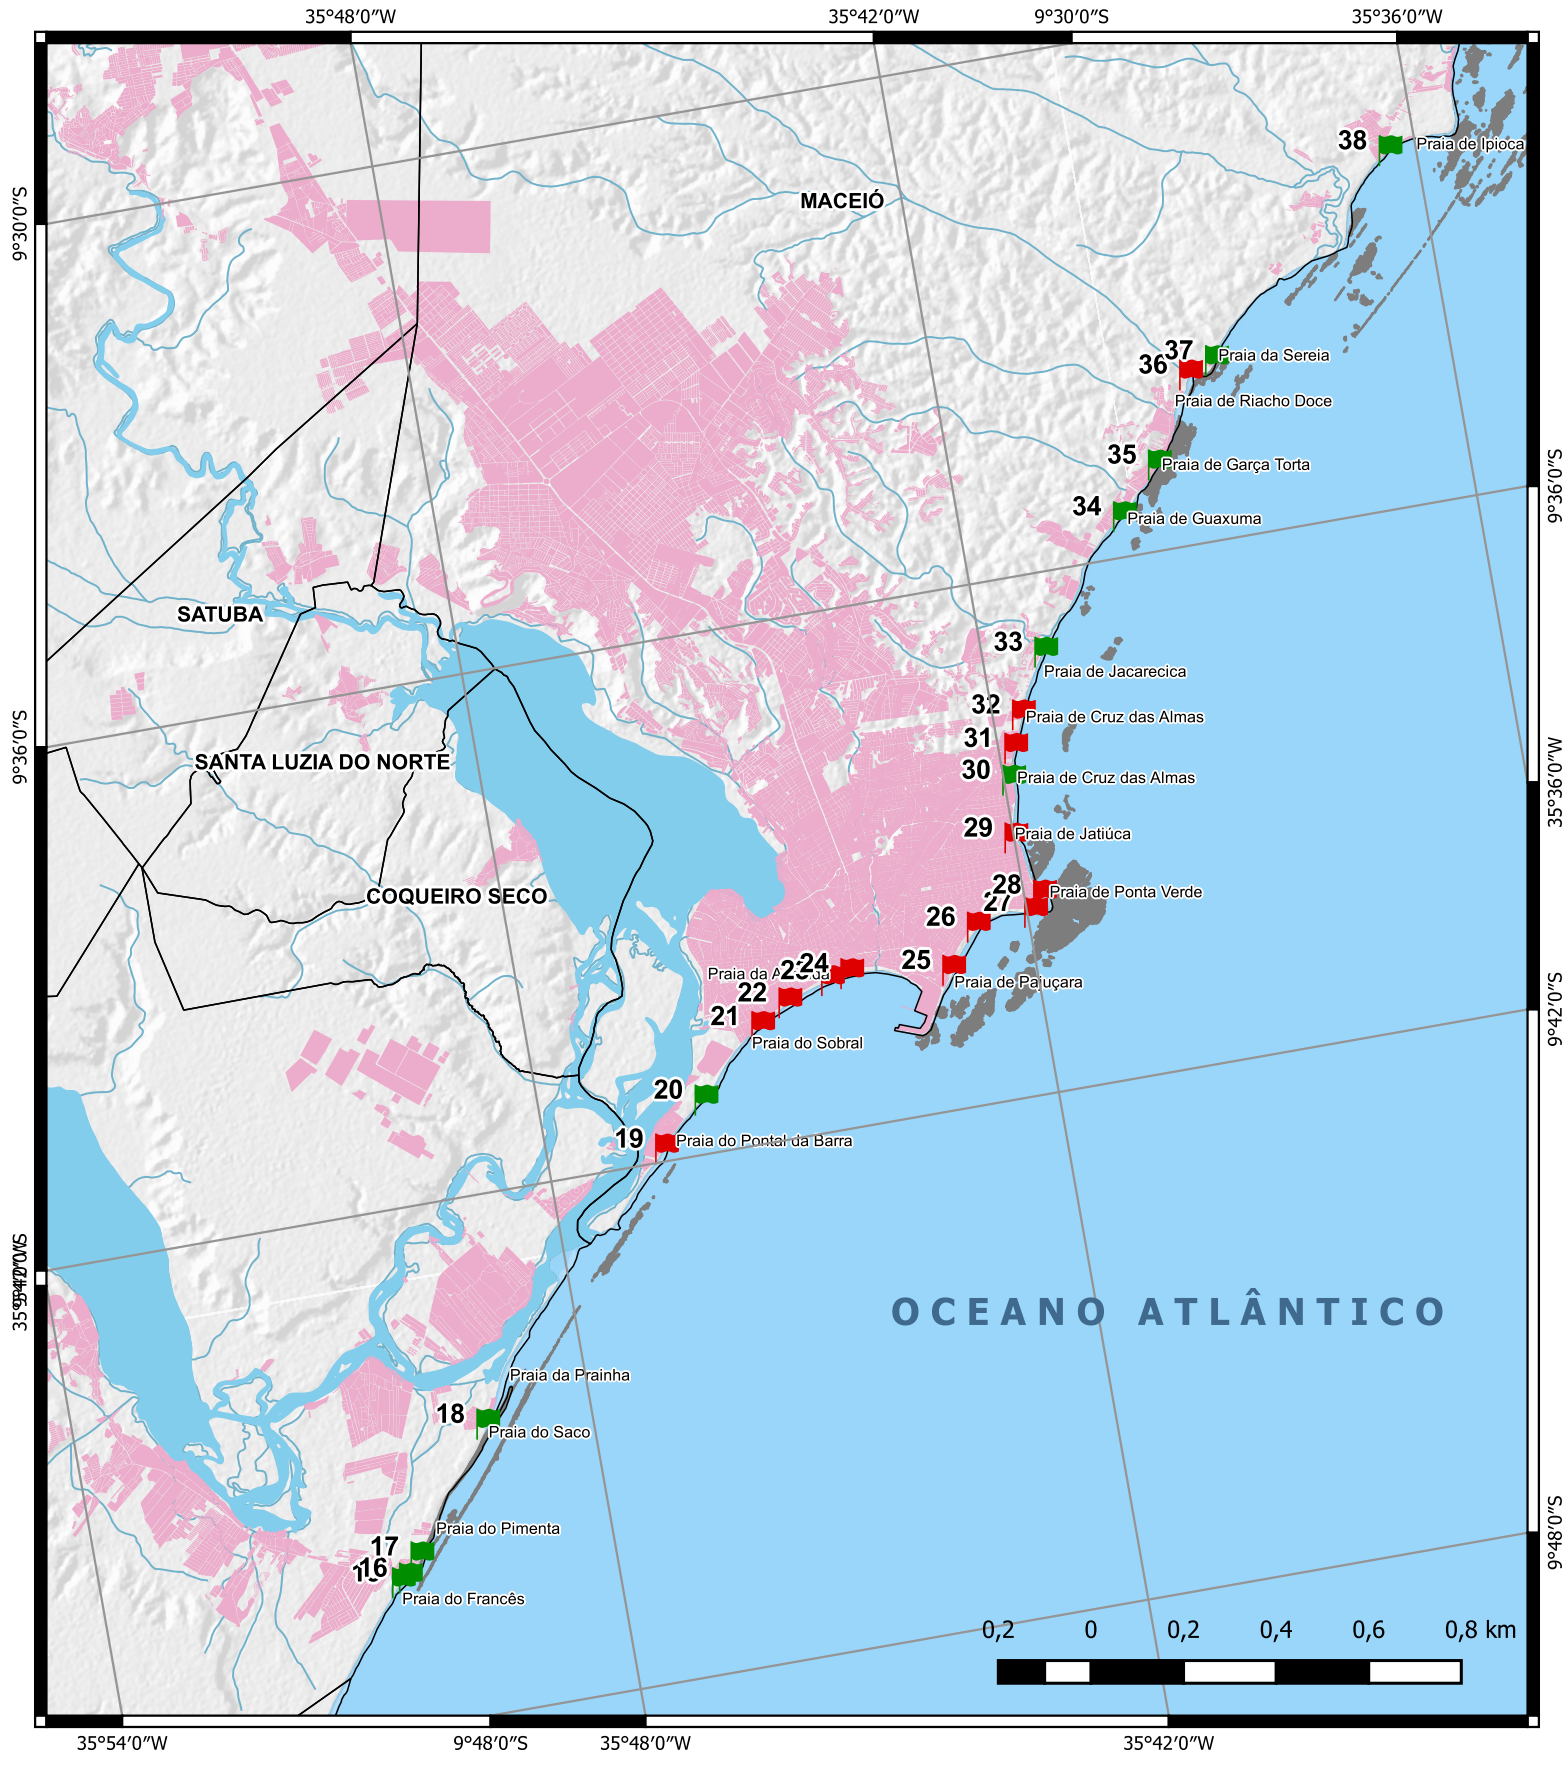 35°48′0″W
35°42′0″W
9°30′0″S
35°36′0″W
38
Praia de Ipioca
MACEIÓ
9°30′0″S
37
Praia da Sereia
36
Praia de Riacho Doce
35
Praia de Garça Torta
9°36′0″S
34
Praia de Guaxuma
SATUBA
33
Praia de Jacarecica
32
Praia de Cruz das Almas
31
9°36′0″S
SANTA LUZIA DO NORTE
30
Praia de Cruz das Almas
35°36′0″W
29
Praia de Jatiúca
COQUEIRO SECO
28
Praia de Ponta Verde
27
26
25
24
23
Praia da
Praia de Pajuçara
22
21
9°42′0″S
Praia do Sobral
20
19
Praia do Pontal da Barra
OCEANO ATLÂNTICO
Praia da Prainha
18
Praia do Saco
Praia do Pimenta
17
16
9°48′0″S
Praia do Francês
0,2 0 0,2 0,4 0,6 0,8 km
35°54′0″W
9°48′0″S
35°48′0″W
35°42′0″W